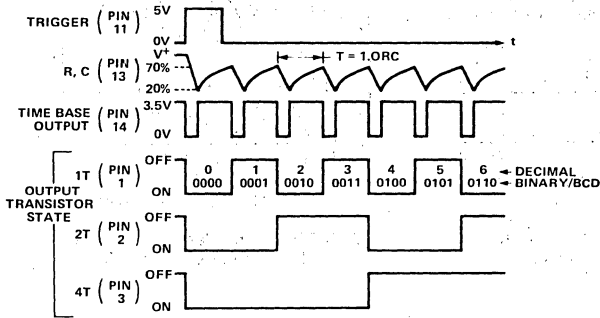 TRIGGER ( PIN 11 ) 5V 0V t
R, C ( PIN 13 ) V+ 70% 20% T = 1.0RC
TIME BASE OUTPUT ( PIN 14 ) 3.5V 0V
OUTPUT TRANSISTOR STATE
1T ( PIN 1 ) OFF ON
0 1 2 3 4 5 6 DECIMAL
0000 0001 0010 0011 0100 0101 0110 BINARY/BCD
2T ( PIN 2 ) OFF ON
4T ( PIN 3 ) OFF ON